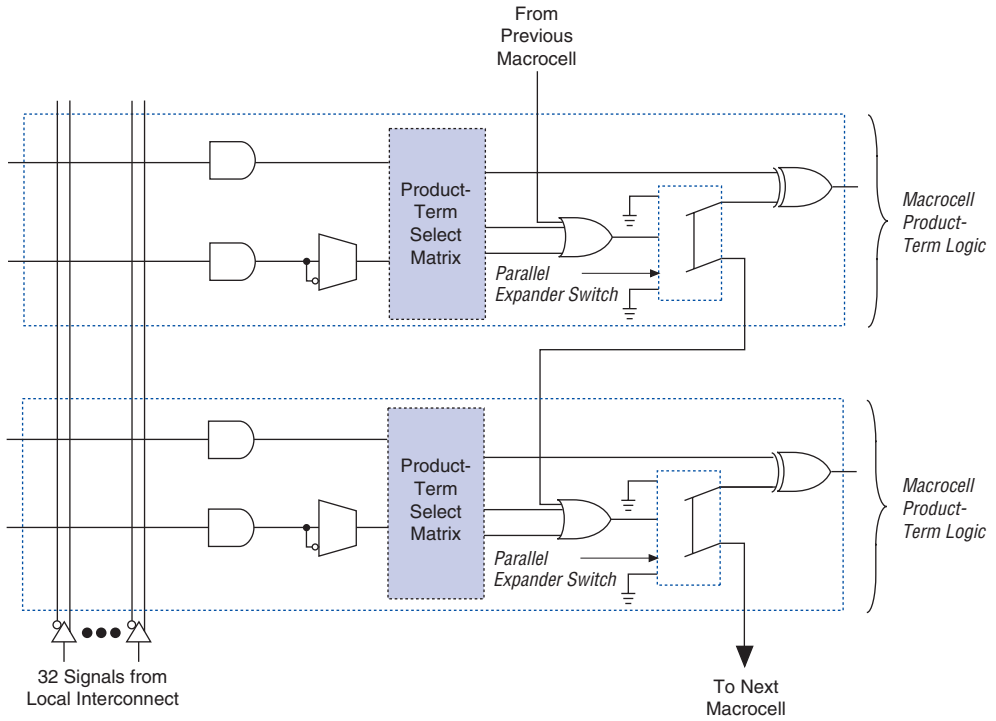 From
Previous
Macrocell
Product-
Term
Select
Matrix
Parallel
Expander Switch
Macrocell
Product-
Term Logic
Product-
Term
Select
Matrix
Parallel
Expander Switch
Macrocell
Product-
Term Logic
32 Signals from
Local Interconnect
To Next
Macrocell